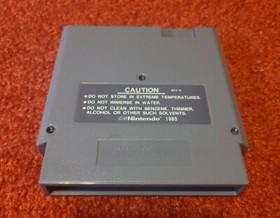 CAUTION
•DO NOT STORE IN EXTREME TEMPERATURES.
•DO NOT IMMERSE IN WATER.
•DO NOT CLEAN WITH BENZENE, THINNER,
ALCOHOL OR OTHER SUCH SOLVENTS.
©Nintendo 1985